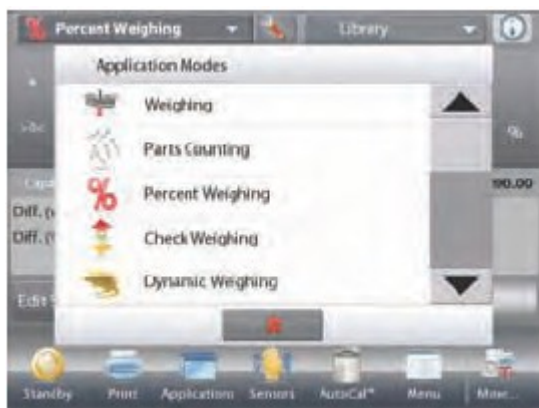 Percent Weighing
Library
Application Modes
Weighing
Parts Counting
Percent Weighing
Check Weighing
Dynamic Weighing
%
Diff.
Diff.
Edit
Standby Print Applications Sensors AutoCal™ Menu More...